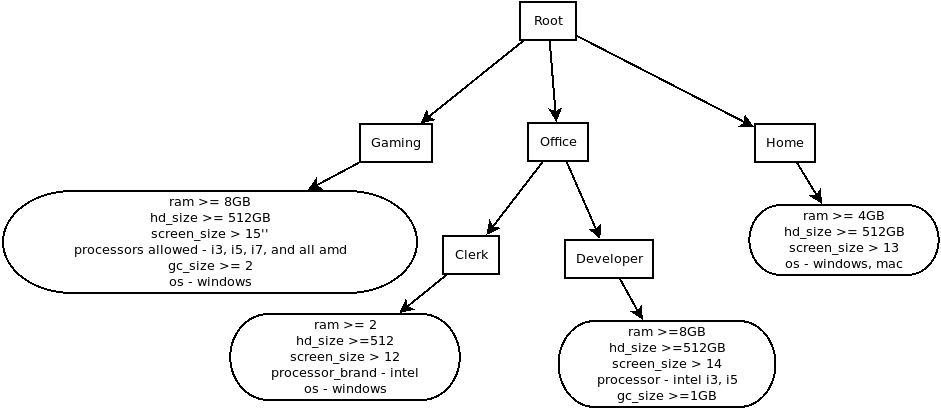 Root
Gaming
Office
Home
ram >= 8GB
hd_size >= 512GB
screen_size > 15''
processors allowed - i3, i5, i7, and all amd
gc_size >= 2
os - windows
ram >= 4GB
hd_size >= 512GB
screen_size > 13
os - windows, mac
Clerk
Developer
ram >= 2
hd_size >=512
screen_size > 12
processor_brand - intel
os - windows
ram >=8GB
hd_size >=512GB
screen_size > 14
processor - intel i3, i5
gc_size >=1GB